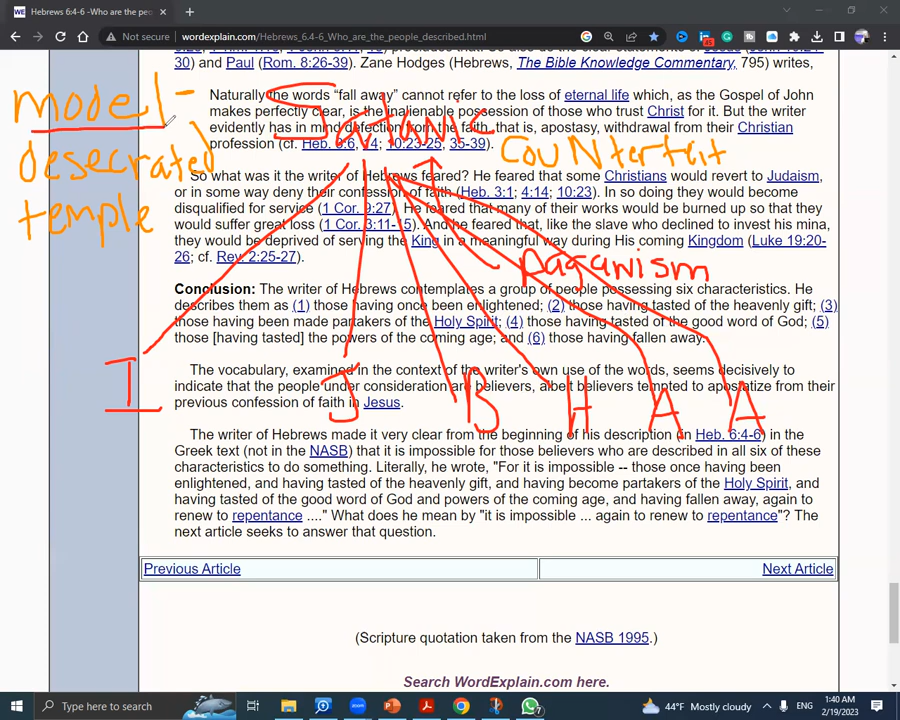 Hebrews 6:4-6 -Who are the peo
Not secure
wordexplain.com/Hebrews_6.4-6_Who_are_the_people_described.html
30) and Paul (Rom. 8:26-39). Zane Hodges (Hebrews, The Bible Knowledge Commentary, 795) writes,
Naturally the words "fall away" cannot refer to the loss of eternal life which, as the Gospel of John
makes perfectly clear, is the inalienable possession of those who trust Christ for it. But the writer
evidently has in mind defection from the faith, that is, apostasy, withdrawal from their Christian
profession (cf. Heb. 3:6, 14; 10:23-25, 35-39).
So what was it the writer of Hebrews feared? He feared that some Christians would revert to Judaism,
or in some way deny their confession of faith (Heb. 3:1; 4:14; 10:23). In so doing they would become
disqualified for service (1 Cor. 9:27). He feared that many of their works would be burned up so that they
would suffer great loss (1 Cor. 3:11-15). And he feared that, like the slave who declined to invest his mina,
they would be deprived of serving the King in a meaningful way during His coming Kingdom (Luke 19:20-
26; cf. Rev. 2:25-27).
Conclusion: The writer of Hebrews contemplates a group of people possessing six characteristics. He
describes them as (1) those having once been enlightened; (2) those having tasted of the heavenly gift; (3)
those having been made partakers of the Holy Spirit; (4) those having tasted of the good word of God; (5)
those [having tasted] the powers of the coming age; and (6) those having fallen away.
The vocabulary, examined in the context of the writer's own use of the words, seems decisively to
indicate that the people under consideration are believers, albeit believers tempted to apostatize from their
previous confession of faith in Jesus.
The writer of Hebrews made it very clear from the beginning of his description (in Heb. 6:4-6) in the
Greek text (not in the NASB) that it is impossible for those believers who are described in all six of these
characteristics to do something. Literally, he wrote, "For it is impossible -- those once having been
enlightened, and having tasted of the heavenly gift, and having become partakers of the Holy Spirit, and
having tasted of the good word of God and powers of the coming age, and having fallen away, again to
renew to repentance ...." What does he mean by "it is impossible ... again to renew to repentance"? The
next article seeks to answer that question.
Previous Article
Next Article
(Scripture quotation taken from the NASB 1995.)
Search WordExplain.com here.
model -
desecrated
temple
Satanic
COUNterfeit
paganism
I J B H A A
Type here to search
44°F Mostly cloudy
1:40 AM
2/19/2023
45
7